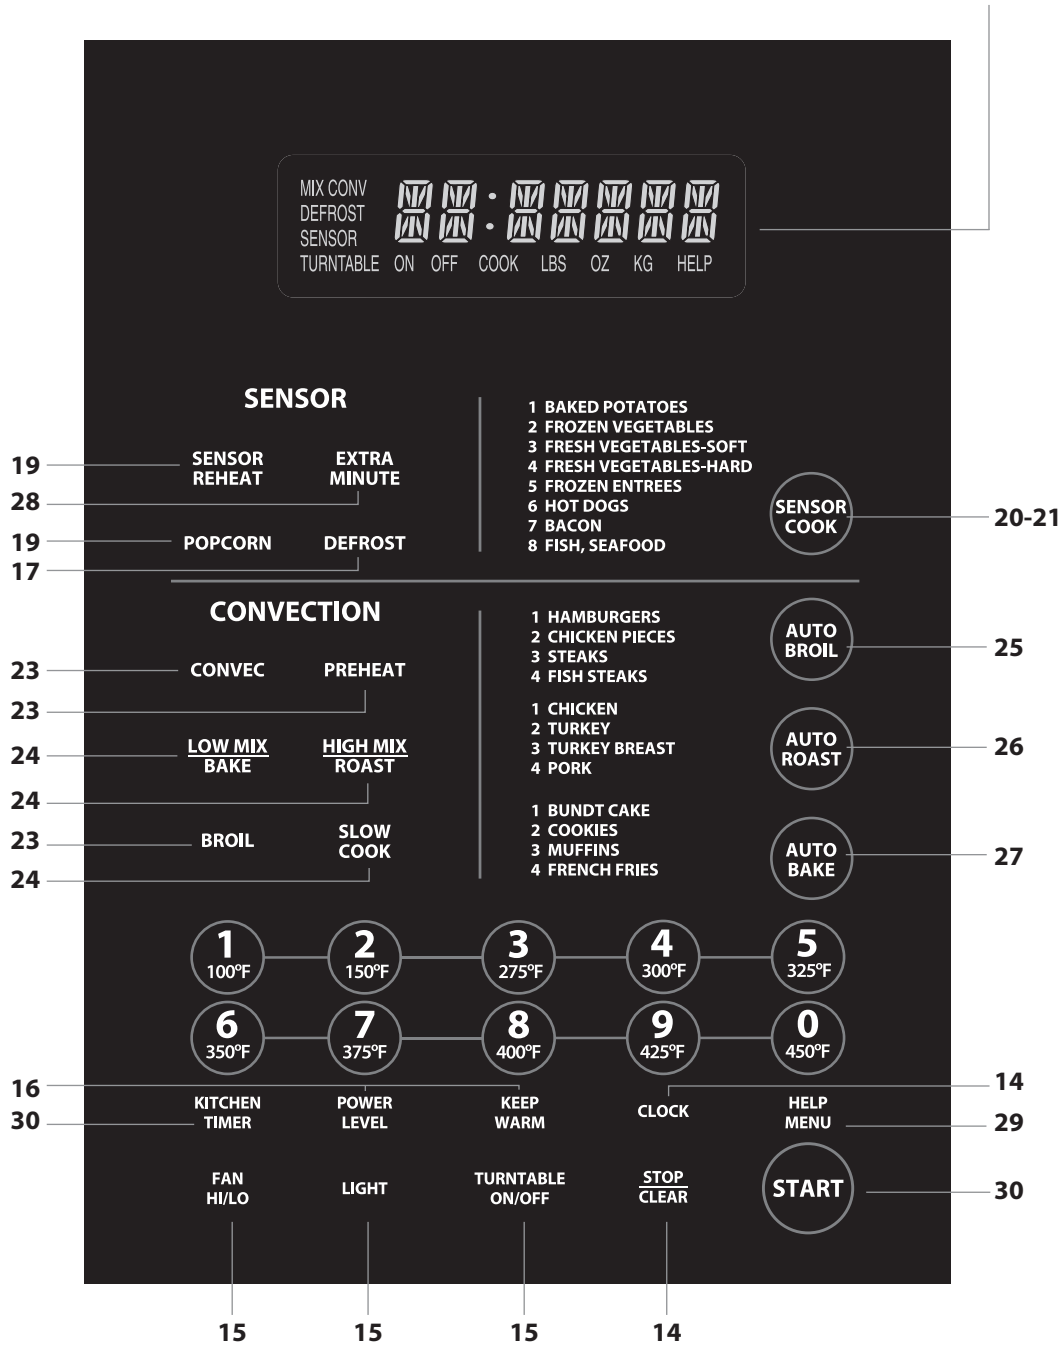 MIX CONV
DEFROST
SENSOR
TURNTABLE ON OFF COOK LBS OZ KG HELP
SENSOR
19 SENSOR REHEAT
28 EXTRA MINUTE
19 POPCORN
17 DEFROST
1 BAKED POTATOES
2 FROZEN VEGETABLES
3 FRESH VEGETABLES-SOFT
4 FRESH VEGETABLES-HARD
5 FROZEN ENTREES
6 HOT DOGS
7 BACON
8 FISH, SEAFOOD
SENSOR
COOK
20-21
CONVECTION
23 CONVEC
23 PREHEAT
24 LOW MIX
BAKE
24 HIGH MIX
ROAST
23 BROIL
24 SLOW
COOK
1 HAMBURGERS
2 CHICKEN PIECES
3 STEAKS
4 FISH STEAKS
AUTO
BROIL
25
1 CHICKEN
2 TURKEY
3 TURKEY BREAST
4 PORK
AUTO
ROAST
26
1 BUNDT CAKE
2 COOKIES
3 MUFFINS
4 FRENCH FRIES
AUTO
BAKE
27
1 2 3 4 5
100°F 150°F 275°F 300°F 325°F
6 7 8 9 0
350°F 375°F 400°F 425°F 450°F
16 14
KITCHEN POWER KEEP CLOCK HELP
30 TIMER LEVEL WARM MENU 29
FAN LIGHT TURNTABLE STOP START 30
HI/LO ON/OFF CLEAR
15 15 15 14